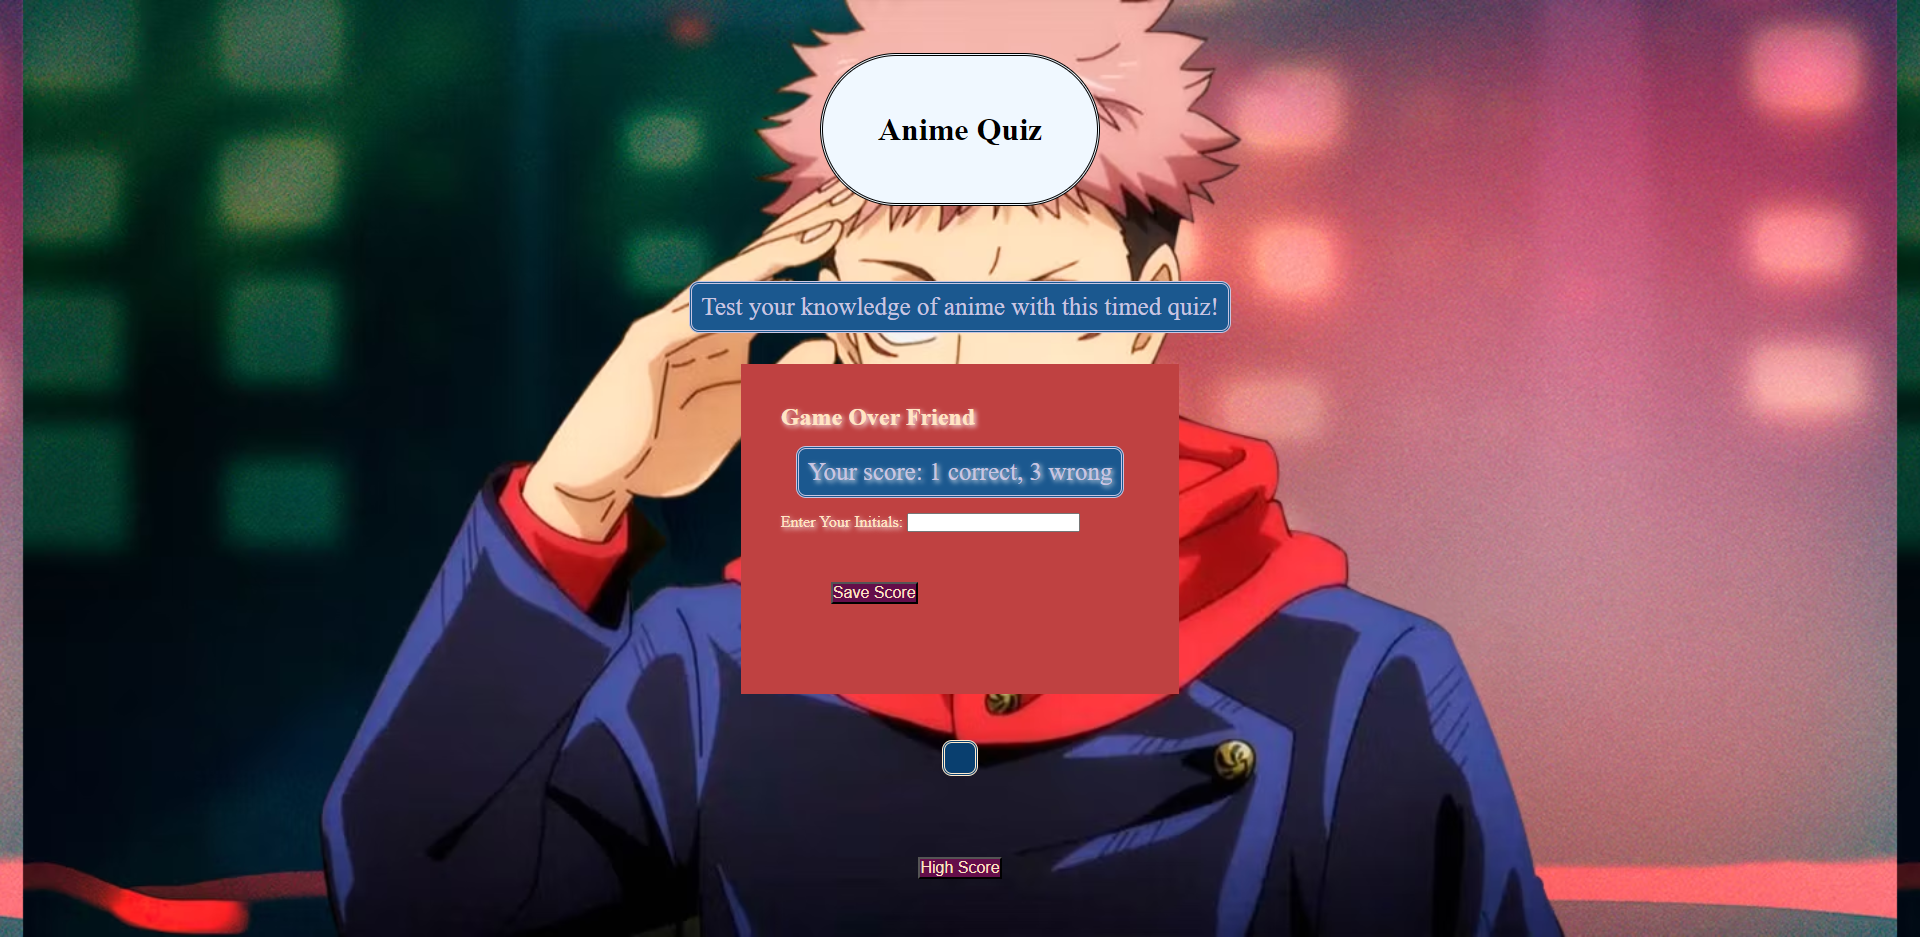 Anime Quiz
Test your knowledge of anime with this timed quiz!
Game Over Friend
Your score: 1 correct, 3 wrong
Enter Your Initials:
Save Score
High Score